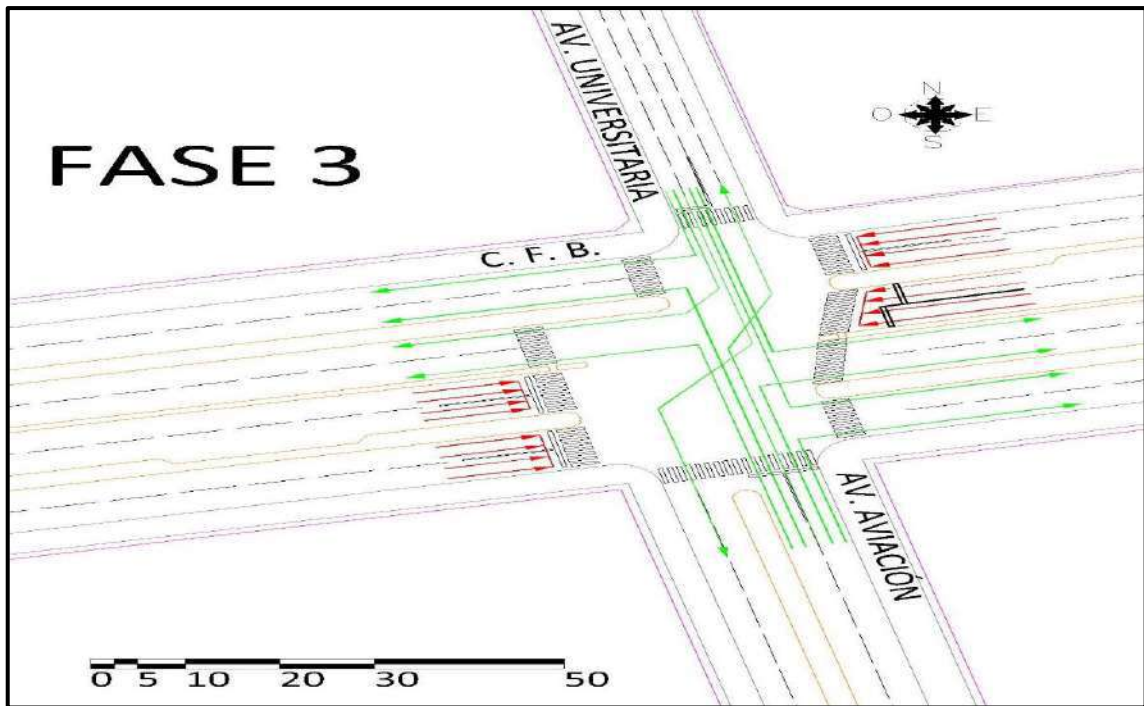 AV. UNIVERSITARIA
N
O E
S
FASE 3
C. F. B.
AV. AVIACIÓN
0 5 10 20 30 50